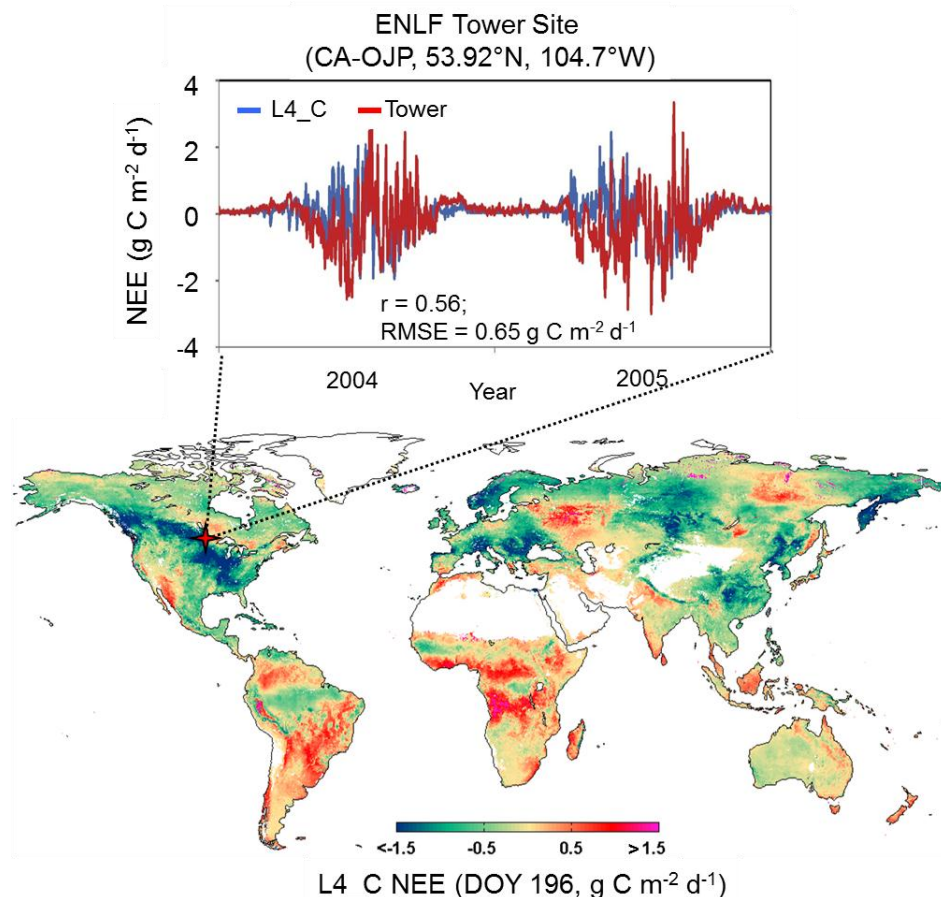 ENLF Tower Site
(CA-OJP, 53.92°N, 104.7°W)
4
2
0
-2
-4
NEE (g C m⁻² d⁻¹)
L4_C Tower
r = 0.56;
RMSE = 0.65 g C m⁻² d⁻¹
2004 Year 2005
<-1.5 -0.5 0.5 >1.5
L4_C NEE (DOY 196, g C m⁻² d⁻¹)